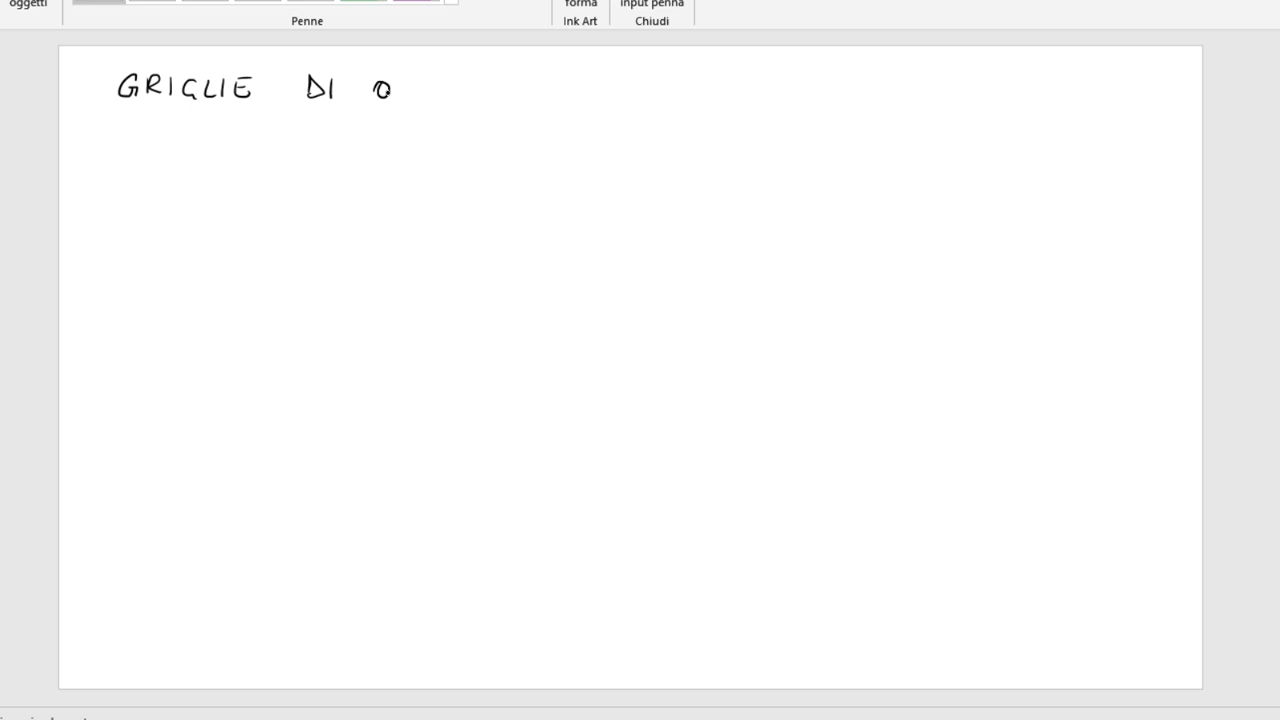 oggetti
Penne
forma
Ink Art
input penna
Chiudi
GRIGLIE DI O